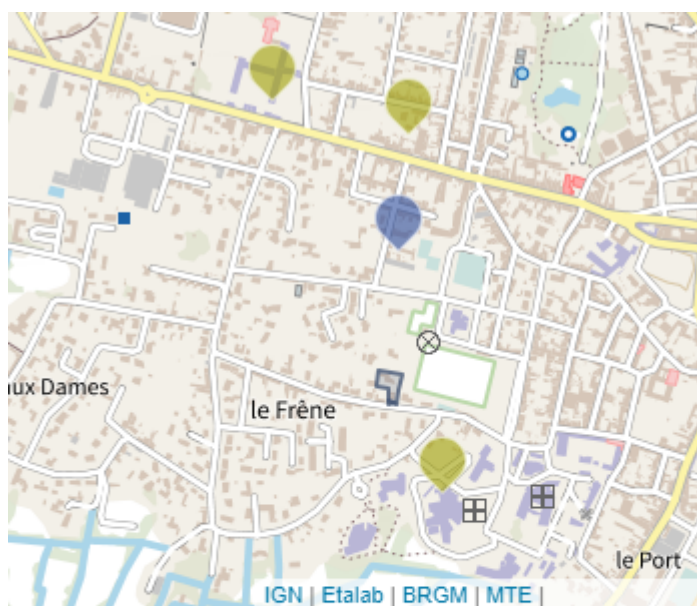 aux Dames
le Frêne
le Port
IGN | Etalab | BRGM | MTE |